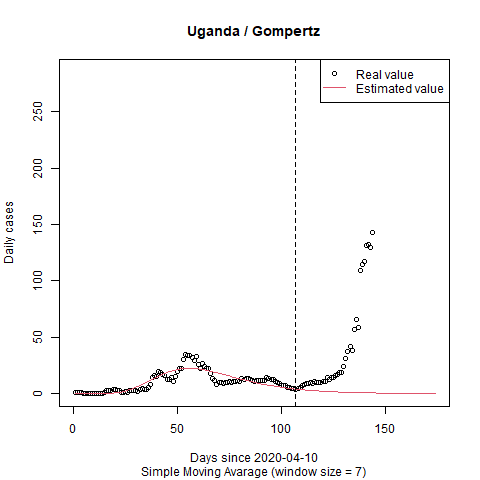 Uganda / Gompertz
Real value
Estimated value
Daily cases
250
200
150
100
50
0
0
50
100
150
Days since 2020-04-10
Simple Moving Avarage (window size = 7)